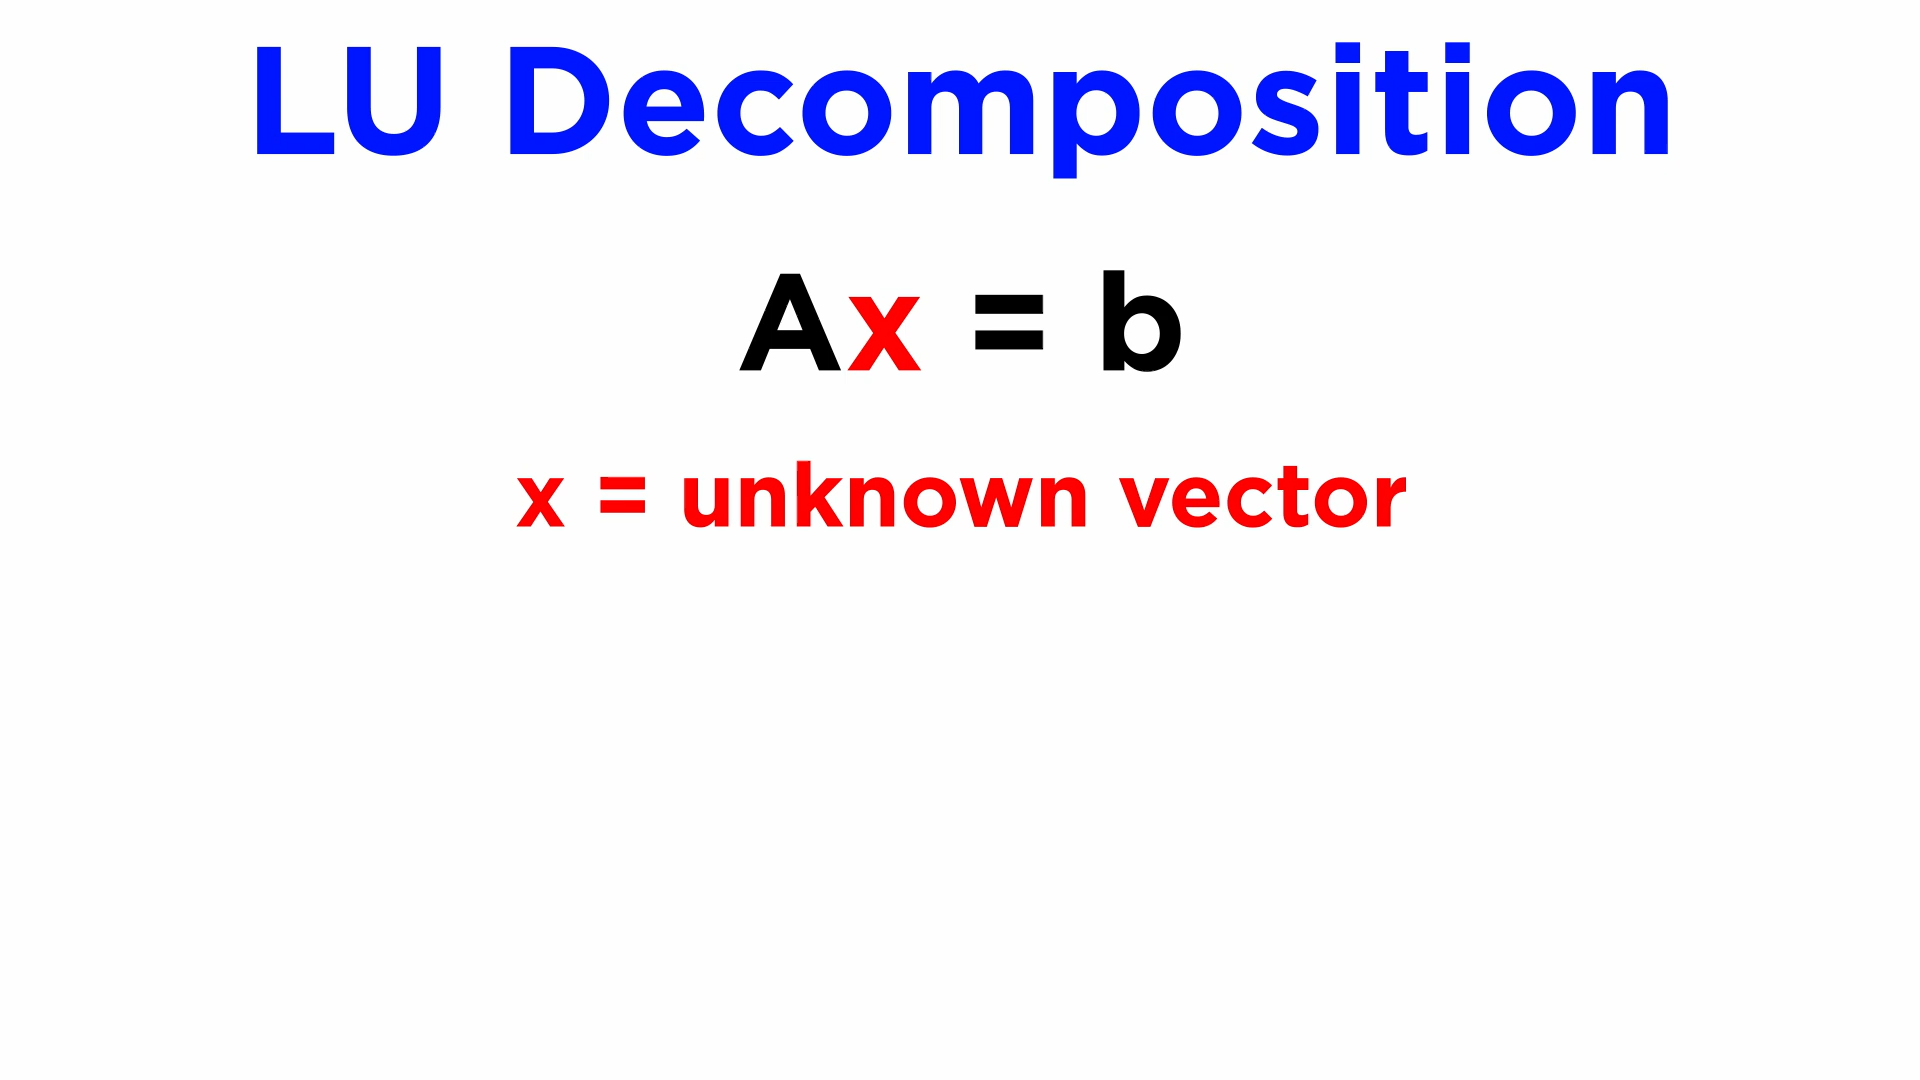 LU Decomposition
Ax = b
x = unknown vector